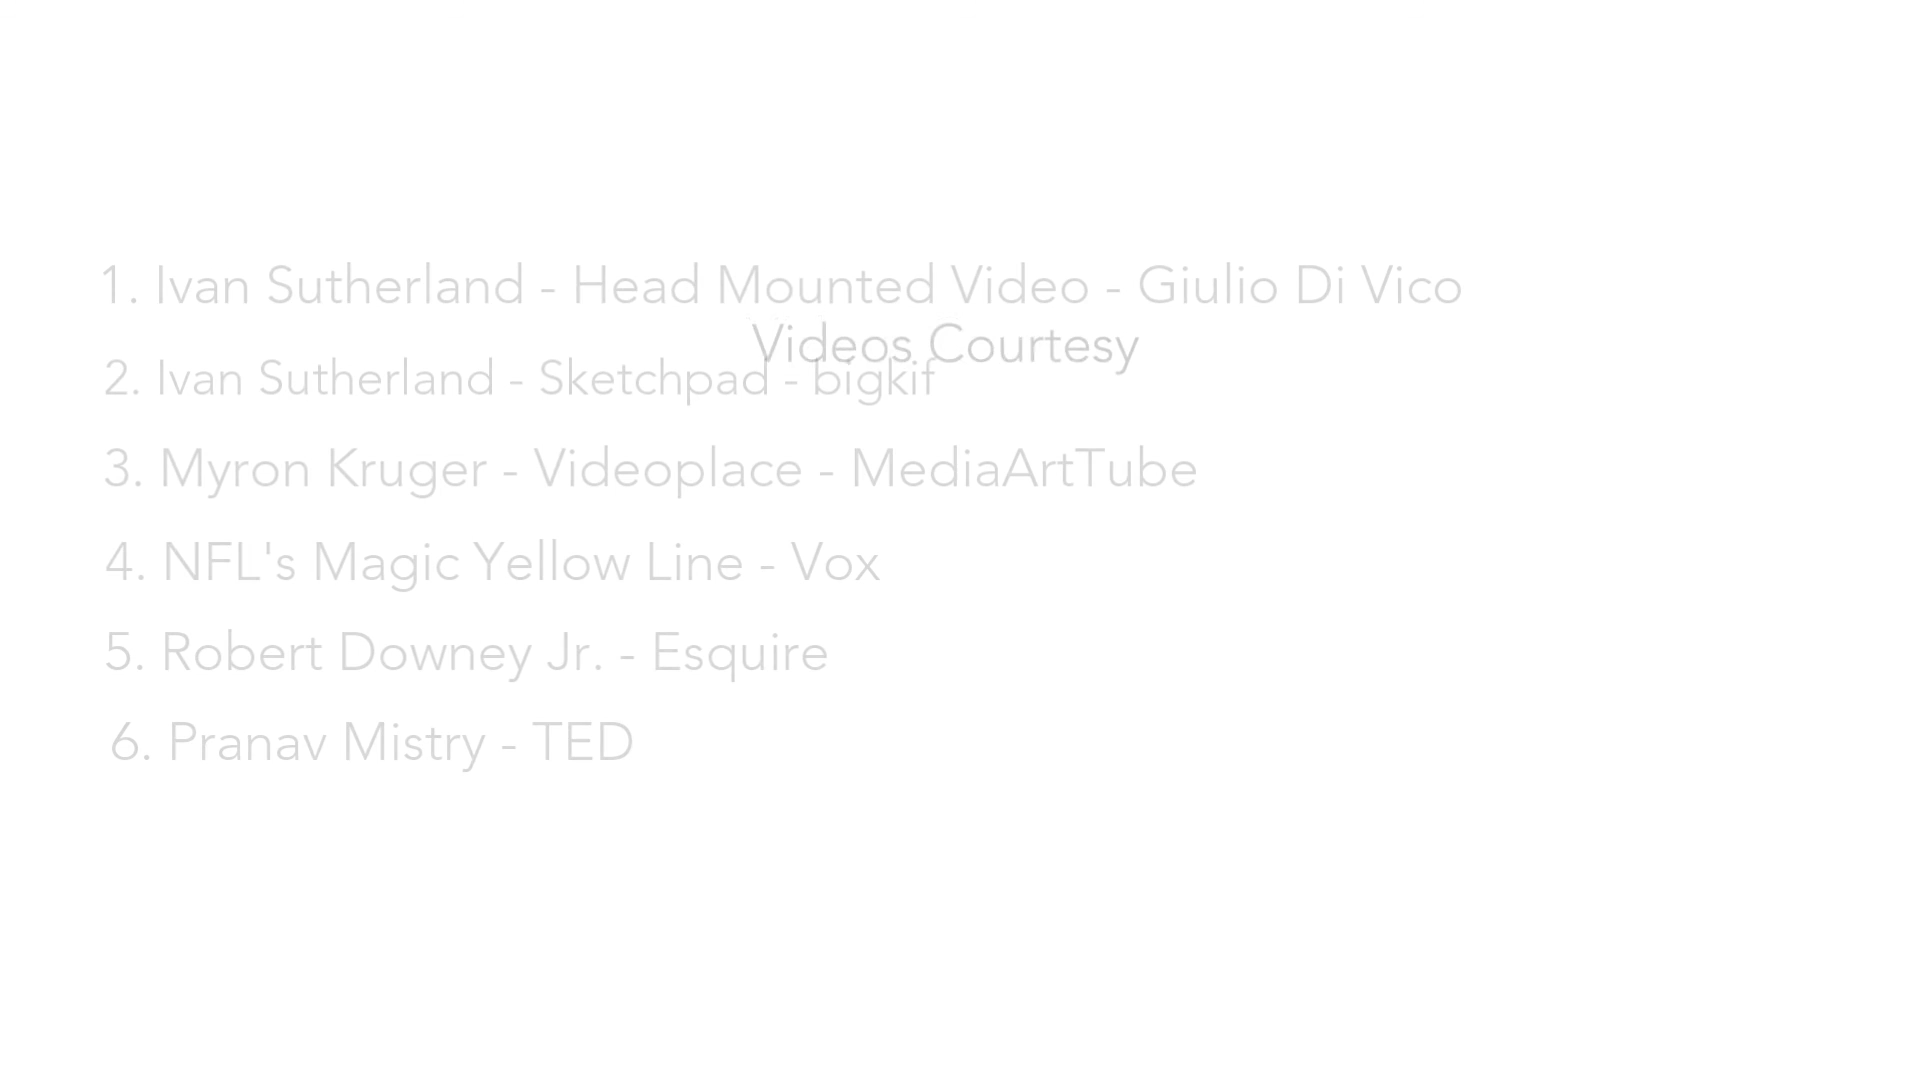 1. Ivan Sutherland - Head Mounted Video - Giulio Di Vico
Videos Courtesy
2. Ivan Sutherland - Sketchpad - bigkif
3. Myron Kruger - Videoplace - MediaArtTube
4. NFL's Magic Yellow Line - Vox
5. Robert Downey Jr. - Esquire
6. Pranav Mistry - TED